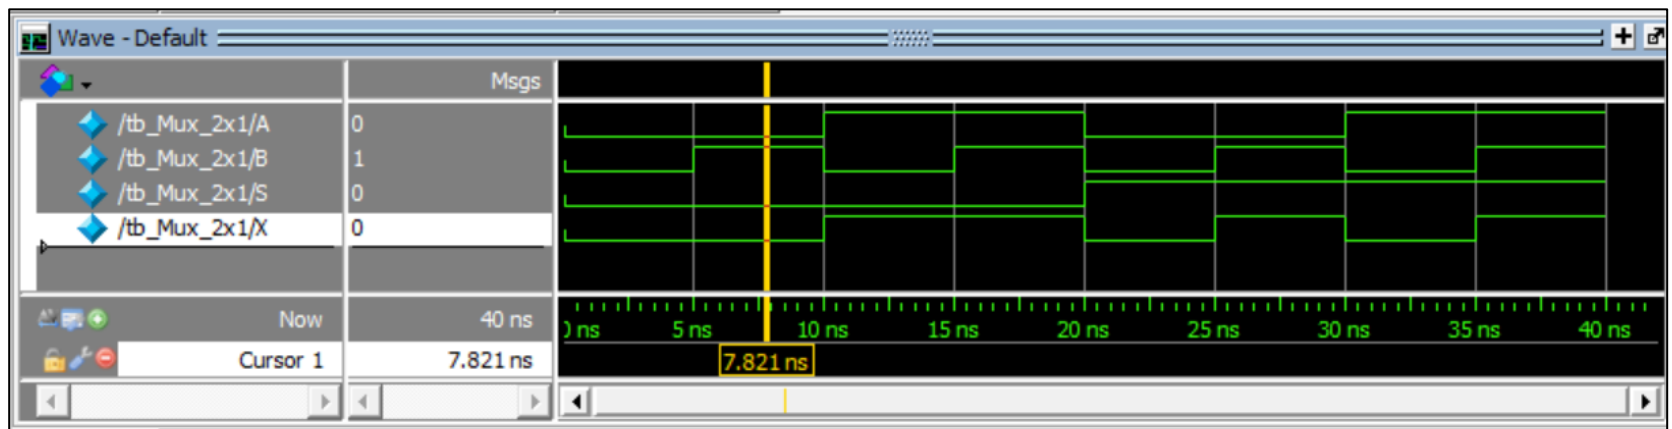 Wave - Default
Msgs
/tb_Mux_2x1/A 0
/tb_Mux_2x1/B 1
/tb_Mux_2x1/S 0
/tb_Mux_2x1/X 0
Now 40 ns
ns 5 ns 10 ns 15 ns 20 ns 25 ns 30 ns 35 ns 40 ns
Cursor 1 7.821 ns 7.821 ns